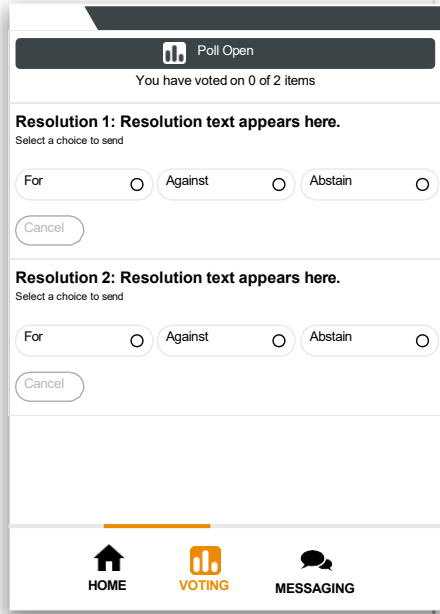 Poll Open
You have voted on 0 of 2 items
Resolution 1: Resolution text appears here.
Select a choice to send
For Against Abstain
Cancel
Resolution 2: Resolution text appears here.
Select a choice to send
For Against Abstain
Cancel
HOME VOTING MESSAGING